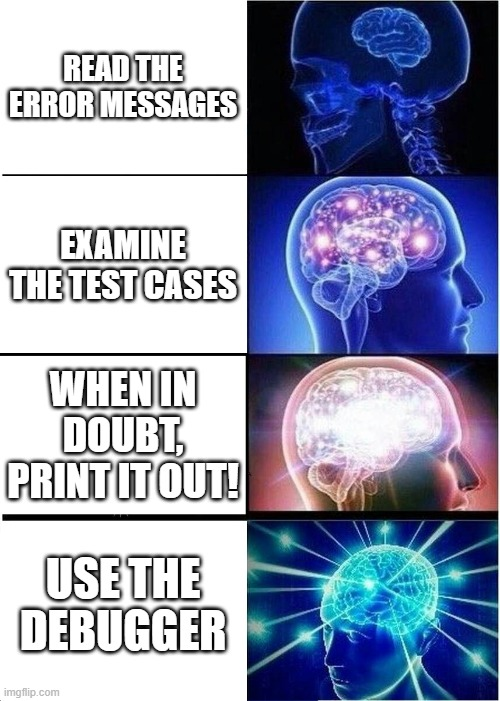 READ THE
ERROR MESSAGES
EXAMINE
THE TEST CASES
WHEN IN
DOUBT,
PRINT IT OUT!
USE THE
DEBUGGER
imgflip.com